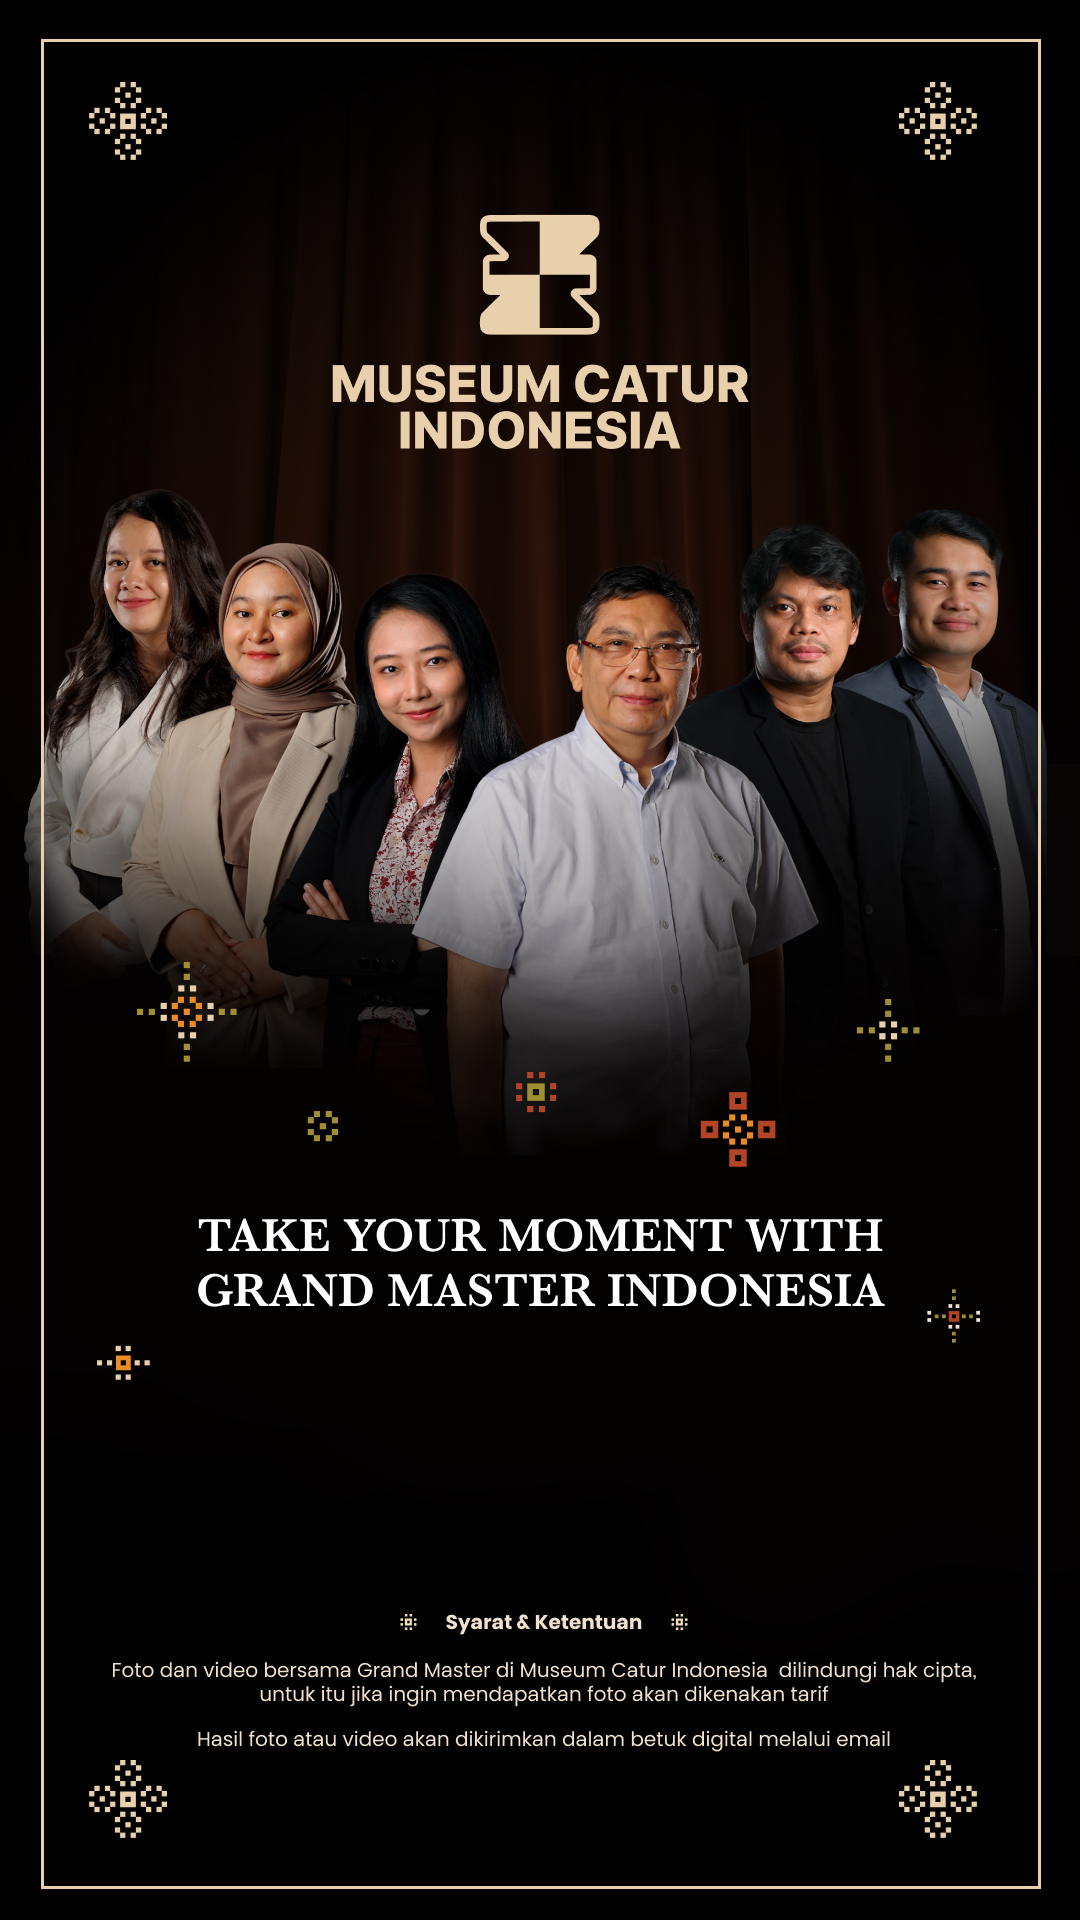 MUSEUM CATUR
INDONESIA
TAKE YOUR MOMENT WITH
GRAND MASTER INDONESIA
Syarat & Ketentuan
Foto dan video bersama Grand Master di Museum Catur Indonesia  dilindungi hak cipta,
untuk itu jika ingin mendapatkan foto akan dikenakan tarif
Hasil foto atau video akan dikirimkan dalam betuk digital melalui email